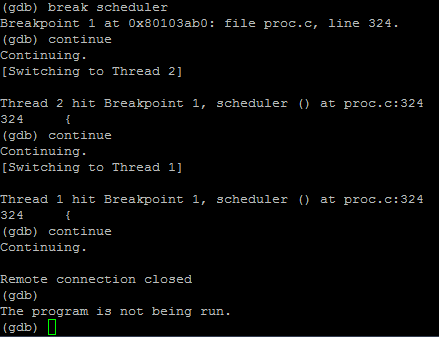 (gdb) break scheduler
Breakpoint 1 at 0x80103ab0: file proc.c, line 324.
(gdb) continue
Continuing.
[Switching to Thread 2]

Thread 2 hit Breakpoint 1, scheduler () at proc.c:324
324     {
(gdb) continue
Continuing.
[Switching to Thread 1]

Thread 1 hit Breakpoint 1, scheduler () at proc.c:324
324     {
(gdb) continue
Continuing.

Remote connection closed
(gdb)
The program is not being run.
(gdb)